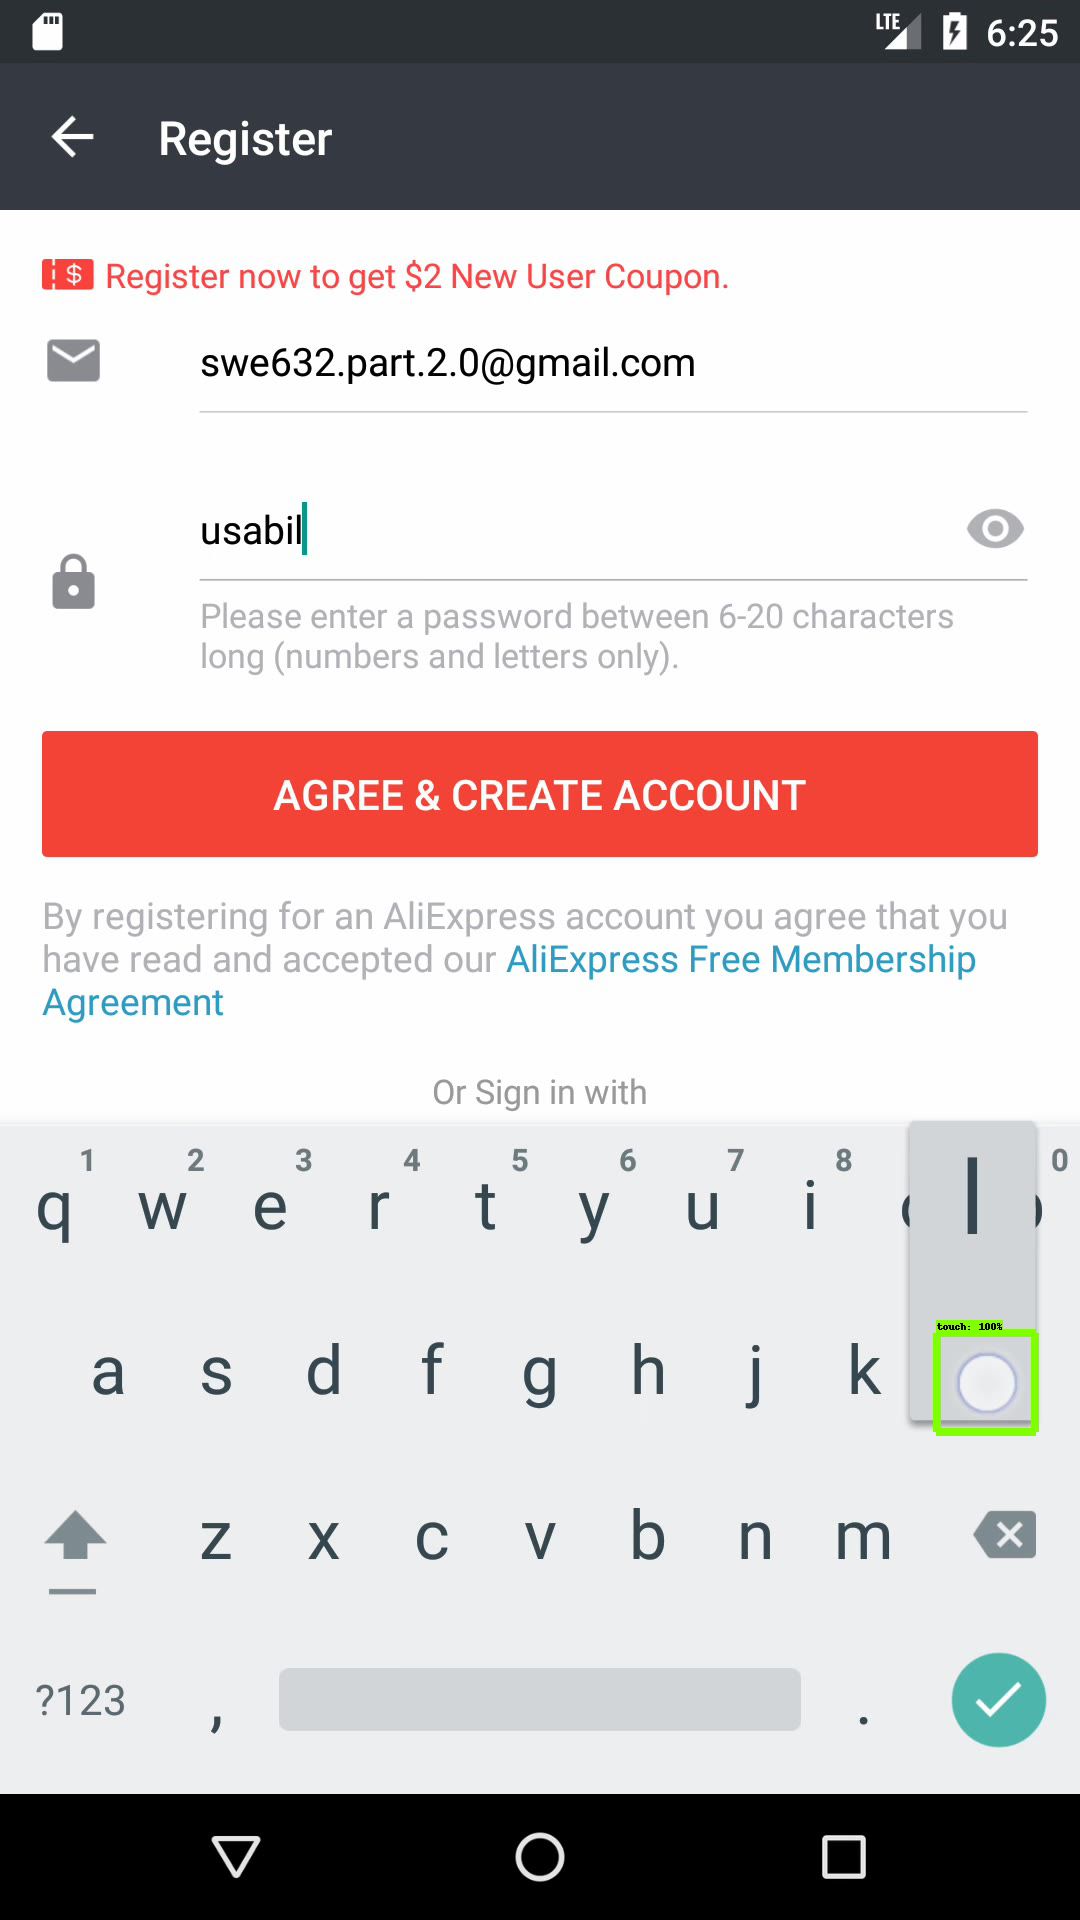 LTE 6:25
Register
$ Register now to get $2 New User Coupon.
swe632.part.2.0@gmail.com
usabil
Please enter a password between 6-20 characters
long (numbers and letters only).
AGREE & CREATE ACCOUNT
By registering for an AliExpress account you agree that you
have read and accepted our AliExpress Free Membership
Agreement
Or Sign in with
1 2 3 4 5 6 7 8 0
q w e r t y u i l
touch: 100%
a s d f g h j k
z x c v b n m
?123 , .